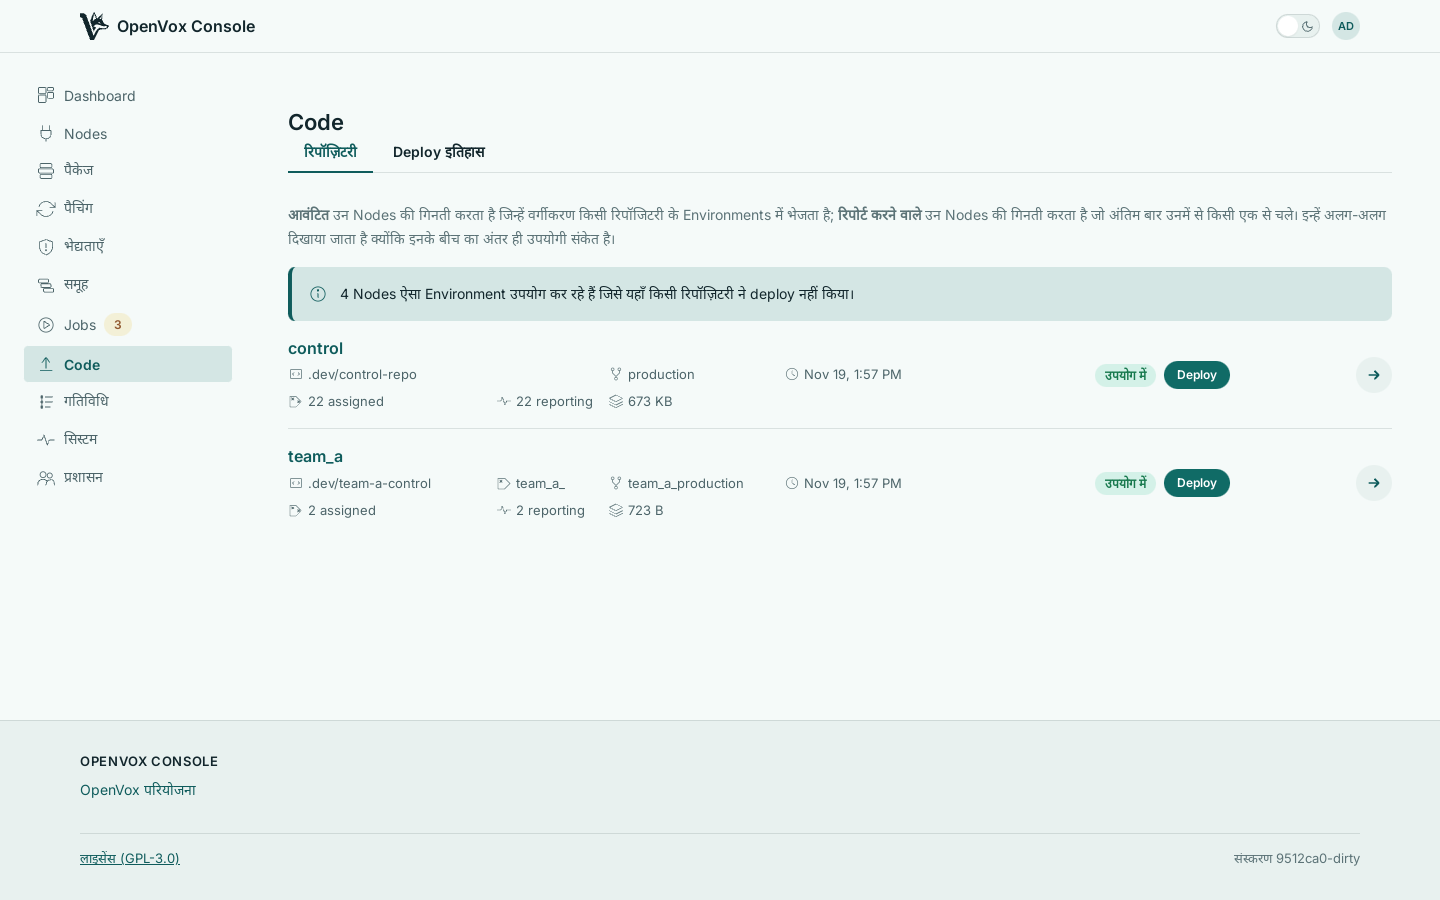 OpenVox Console
AD
Dashboard
Nodes
पैकेज
पैचिंग
भेद्यताएँ
समूह
Jobs 3
Code
गतिविधि
सिस्टम
प्रशासन
Code
रिपॉज़िटरी
Deploy इतिहास
आवंटित उन Nodes की गिनती करता है जिन्हें वर्गीकरण किसी रिपॉजिटरी के Environments में भेजता है; रिपोर्ट करने वाले उन Nodes की गिनती करता है जो अंतिम बार उनमें से किसी एक से चले। इन्हें अलग-अलग
दिखाया जाता है क्योंकि इनके बीच का अंतर ही उपयोगी संकेत है।
4 Nodes ऐसा Environment उपयोग कर रहे हैं जिसे यहाँ किसी रिपॉज़िटरी ने deploy नहीं किया।
control
.dev/control-repo
production
Nov 19, 1:57 PM
22 assigned
22 reporting
673 KB
उपयोग में
Deploy
team_a
.dev/team-a-control
team_a_
team_a_production
Nov 19, 1:57 PM
2 assigned
2 reporting
723 B
उपयोग में
Deploy
OPENVOX CONSOLE
OpenVox परियोजना
लाइसेंस (GPL-3.0)
संस्करण 9512ca0-dirty